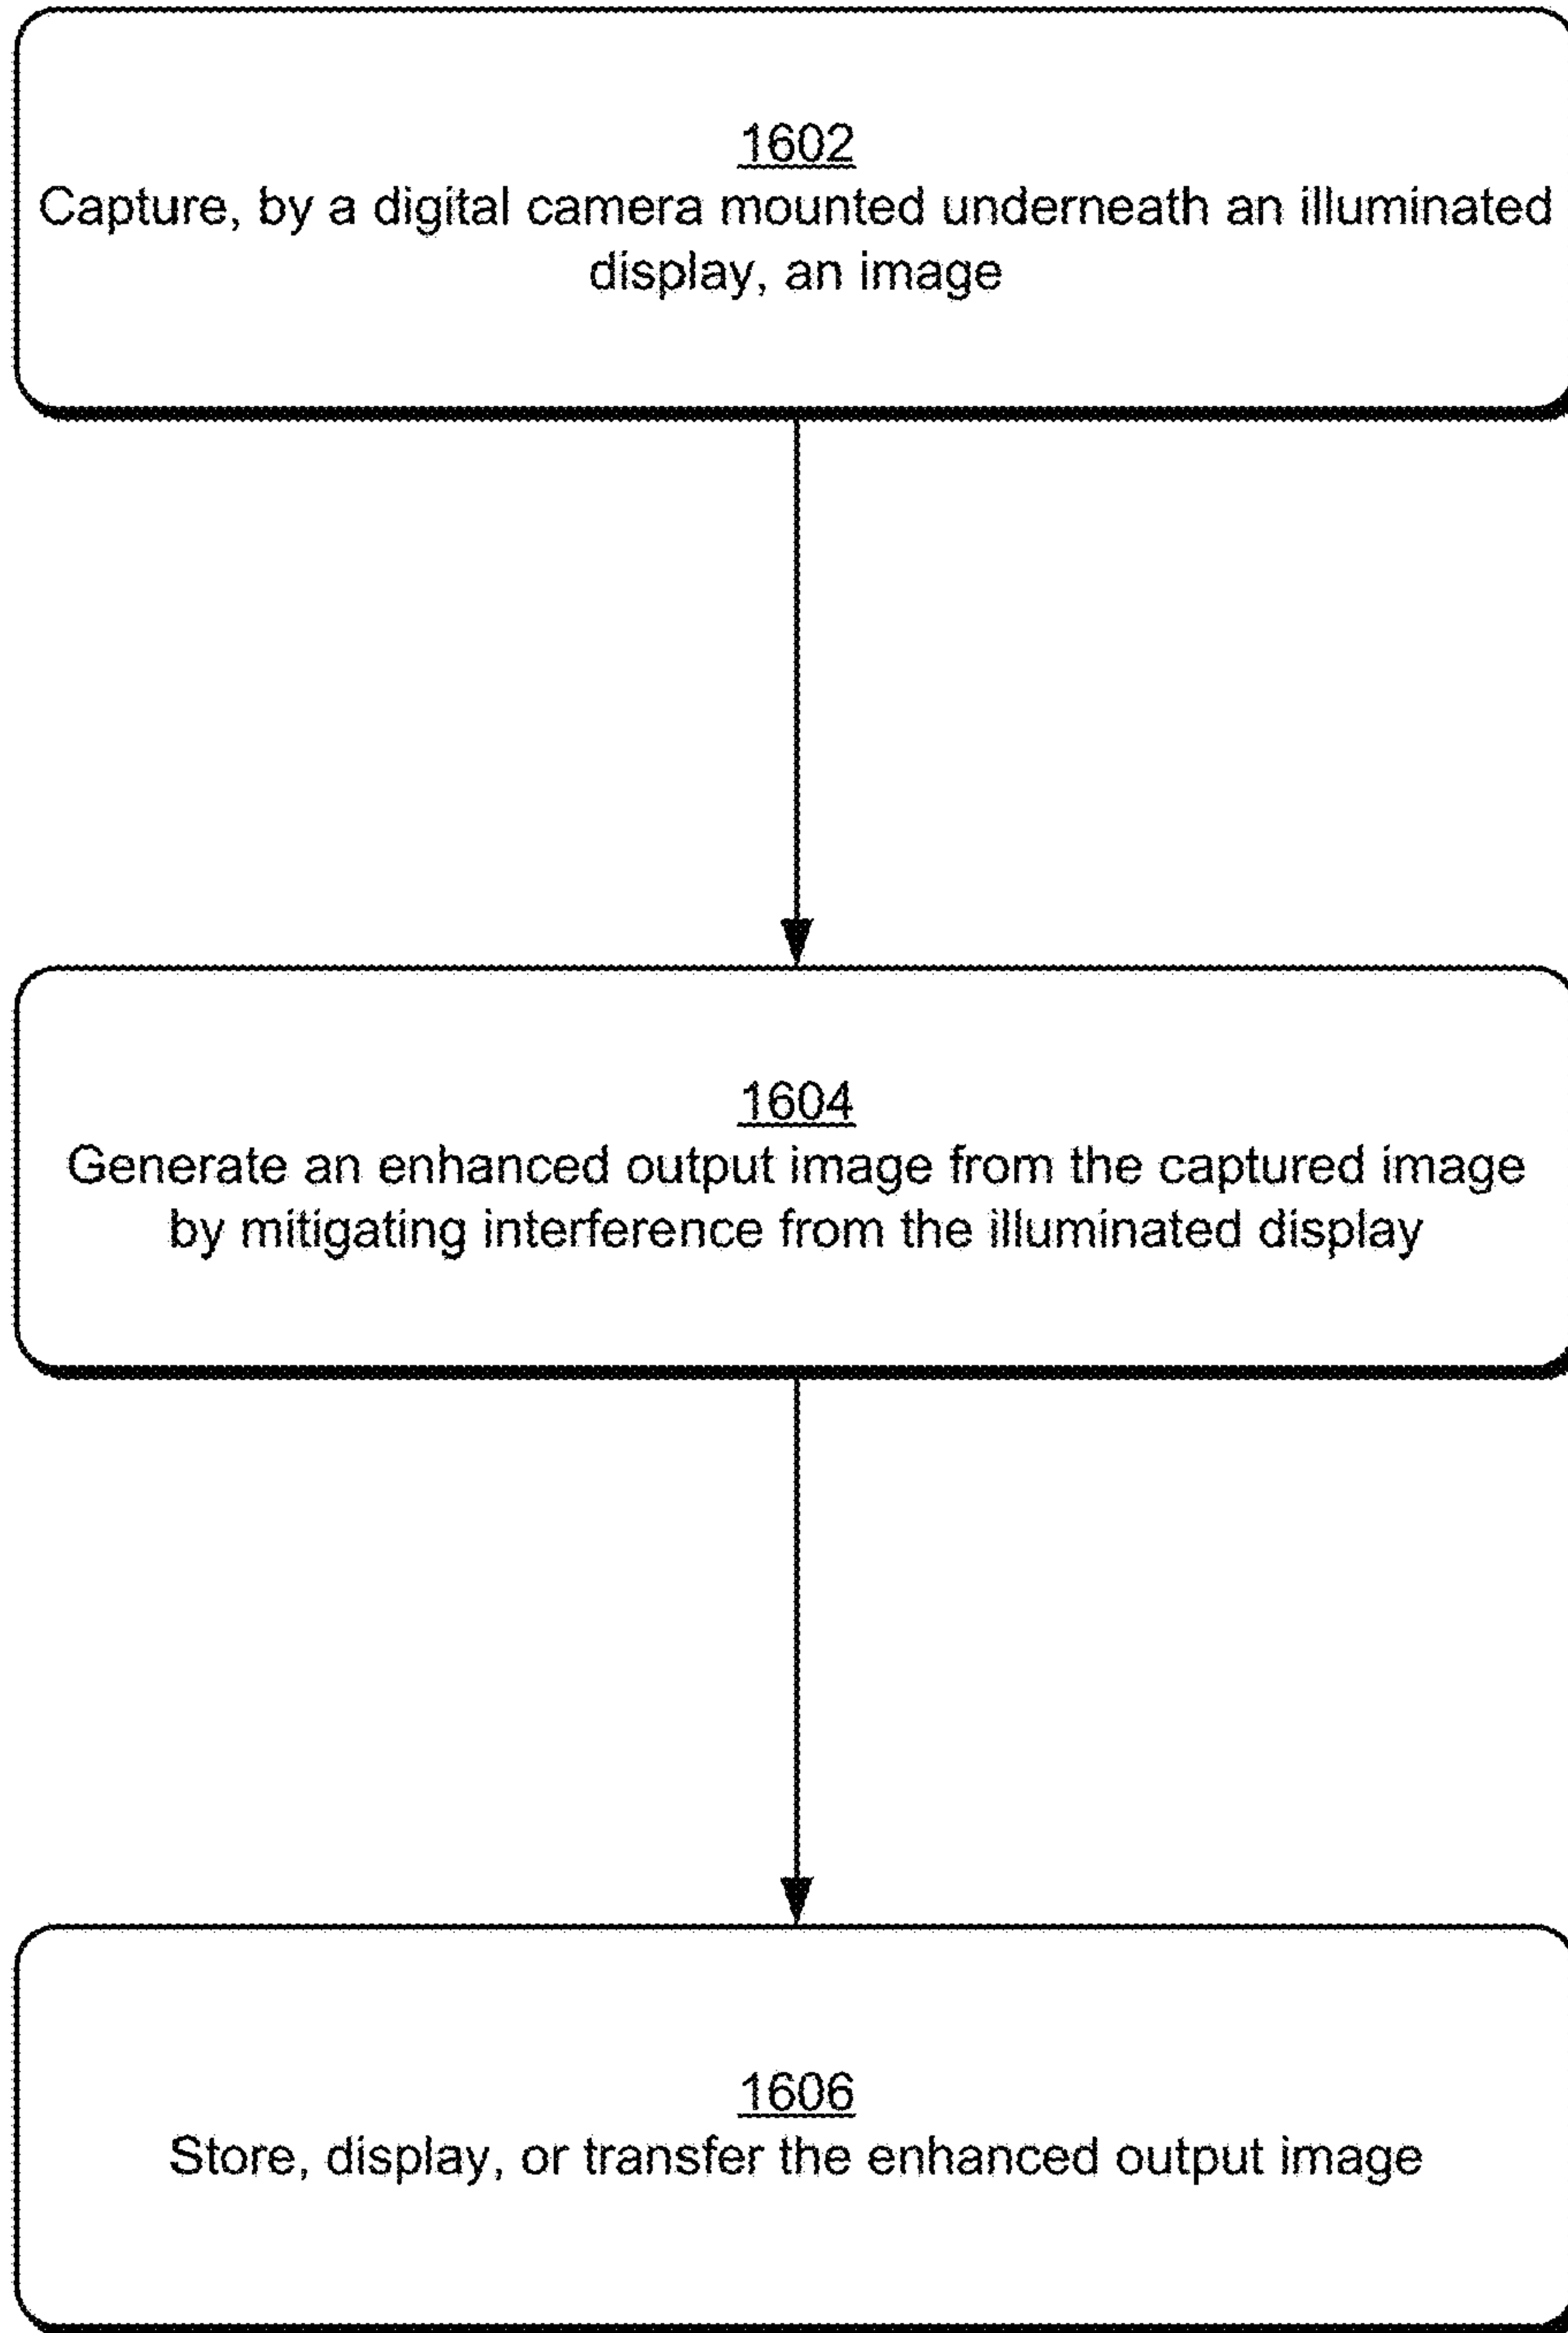 1602
Capture, by a digital camera mounted underneath an illuminated
display, an image
1604
Generate an enhanced output image from the captured image
by mitigating interference from the illuminated display
1606
Store, display, or transfer the enhanced output image